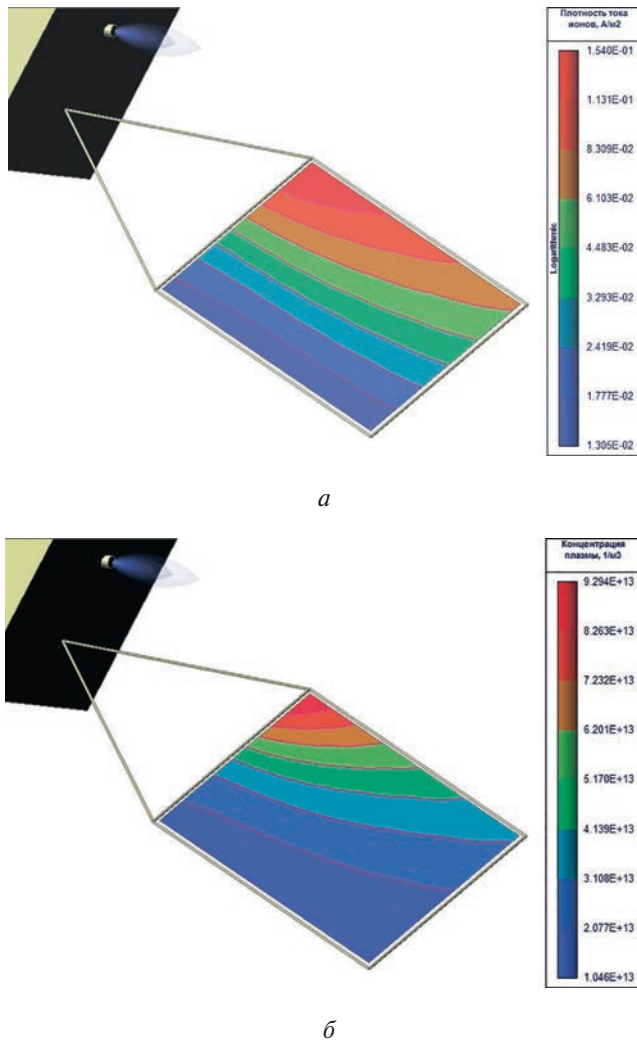 Плотность тока
ионов, А/м2
1.540E-01
1.131E-01
8.309E-02
6.103E-02
4.483E-02
3.293E-02
2.419E-02
1.777E-02
1.305E-02
Logarithmic
а
Концентрация
плазмы, 1/м3
9.294E+13
8.263E+13
7.232E+13
6.201E+13
5.170E+13
4.139E+13
3.108E+13
2.077E+13
1.046E+13
б